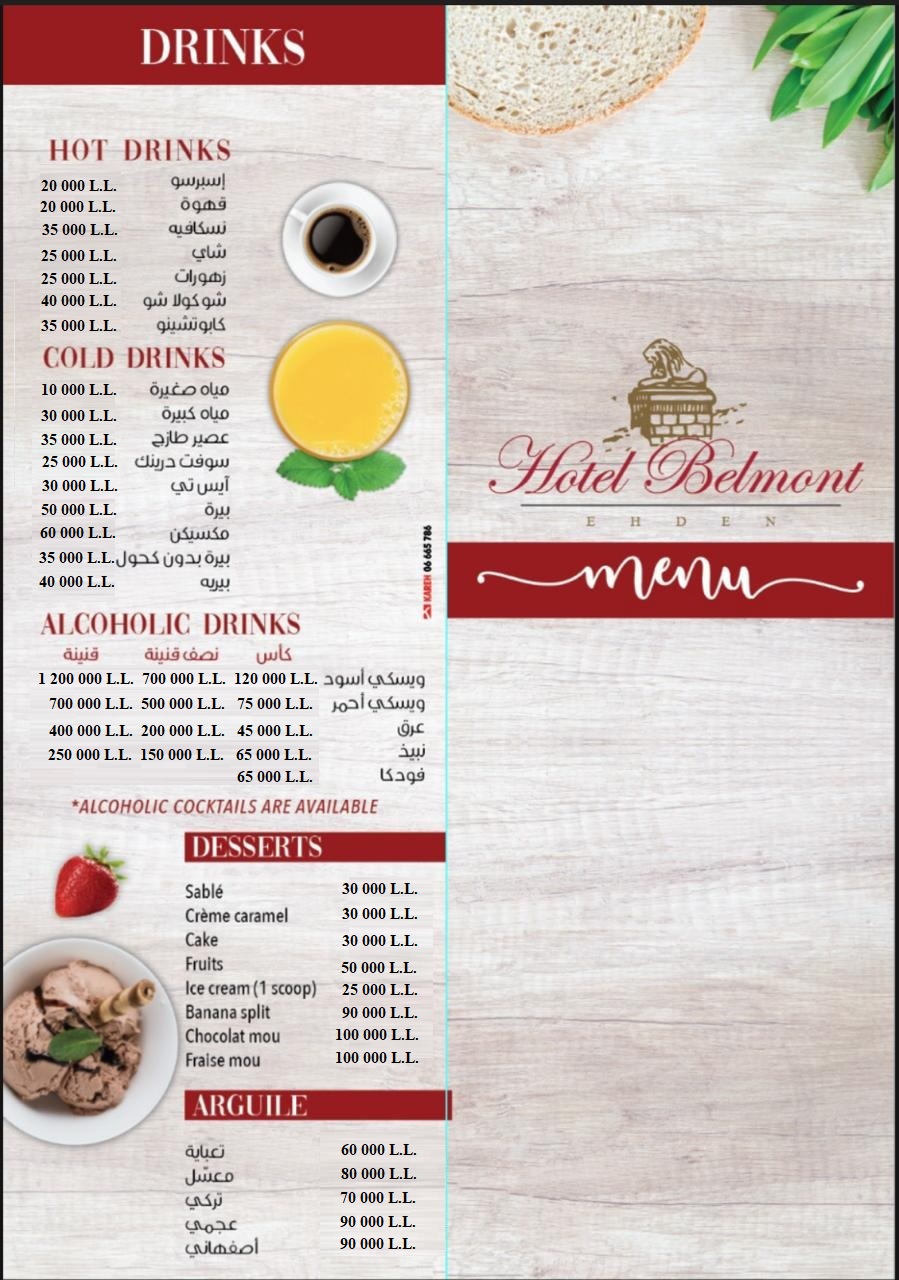 DRINKS
HOT DRINKS
20 000 L.L. إسبرسو
20 000 L.L. قهوة
35 000 L.L. نسكافيه
25 000 L.L. شاي
25 000 L.L. زهورات
40 000 L.L. شوكولا شو
35 000 L.L. كابوتشينو
COLD DRINKS
10 000 L.L. مياه صغيرة
30 000 L.L. مياه كبيرة
35 000 L.L. عصير طازج
25 000 L.L. سوفت درينك
30 000 L.L. آيس تي
50 000 L.L. بيرة
60 000 L.L. مكسيكن
35 000 L.L. بيرة بدون كحول
40 000 L.L. بيريه
KAREH 06 665 786
ALCOHOLIC DRINKS
قنينة نصف قنينة كأس
1 200 000 L.L. 700 000 L.L. 120 000 L.L. ويسكي أسود
700 000 L.L. 500 000 L.L. 75 000 L.L. ويسكي أحمر
400 000 L.L. 200 000 L.L. 45 000 L.L. عرق
250 000 L.L. 150 000 L.L. 65 000 L.L. نبيذ
65 000 L.L. فودكا
*ALCOHOLIC COCKTAILS ARE AVAILABLE
DESSERTS
Sablé 30 000 L.L.
Crème caramel 30 000 L.L.
Cake 30 000 L.L.
Fruits 50 000 L.L.
Ice cream (1 scoop) 25 000 L.L.
Banana split 90 000 L.L.
Chocolat mou 100 000 L.L.
Fraise mou 100 000 L.L.
ARGUILE
تعباية 60 000 L.L.
معسّل 80 000 L.L.
تركي 70 000 L.L.
عجمي 90 000 L.L.
أصفهاني 90 000 L.L.
Hotel Belmont
EHDEN
menu